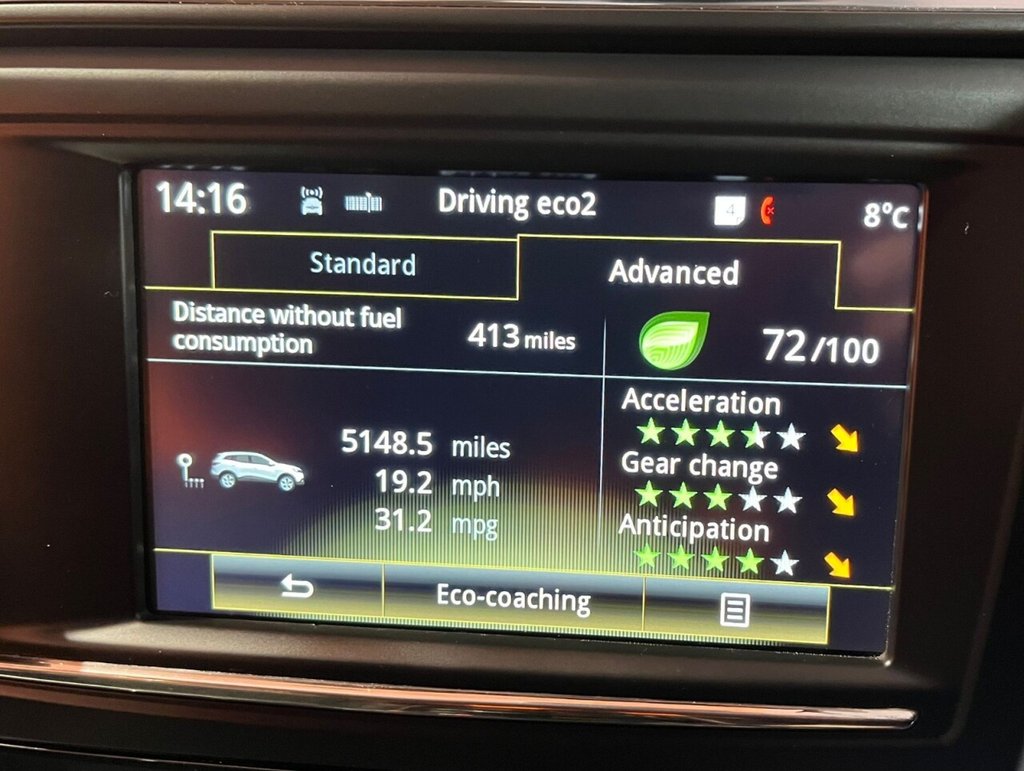 14:16 Driving eco2 4 8°C
Standard Advanced
Distance without fuel
consumption 413 miles 72/100
Acceleration
5148.5 miles
Gear change
19.2 mph
31.2 mpg
Anticipation
Eco-coaching